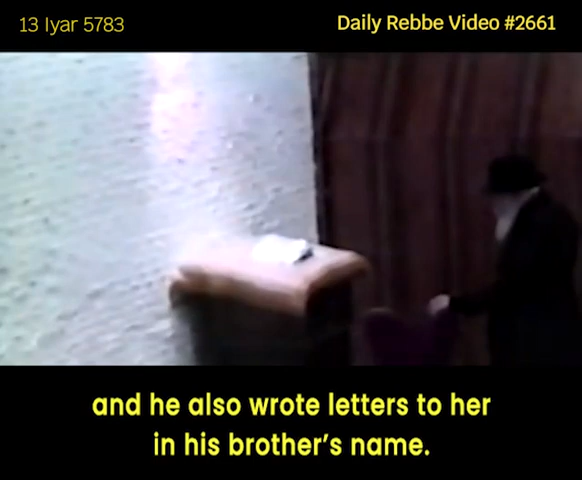 13 Iyar 5783
Daily Rebbe Video #2661
and he also wrote letters to her
in his brother's name.